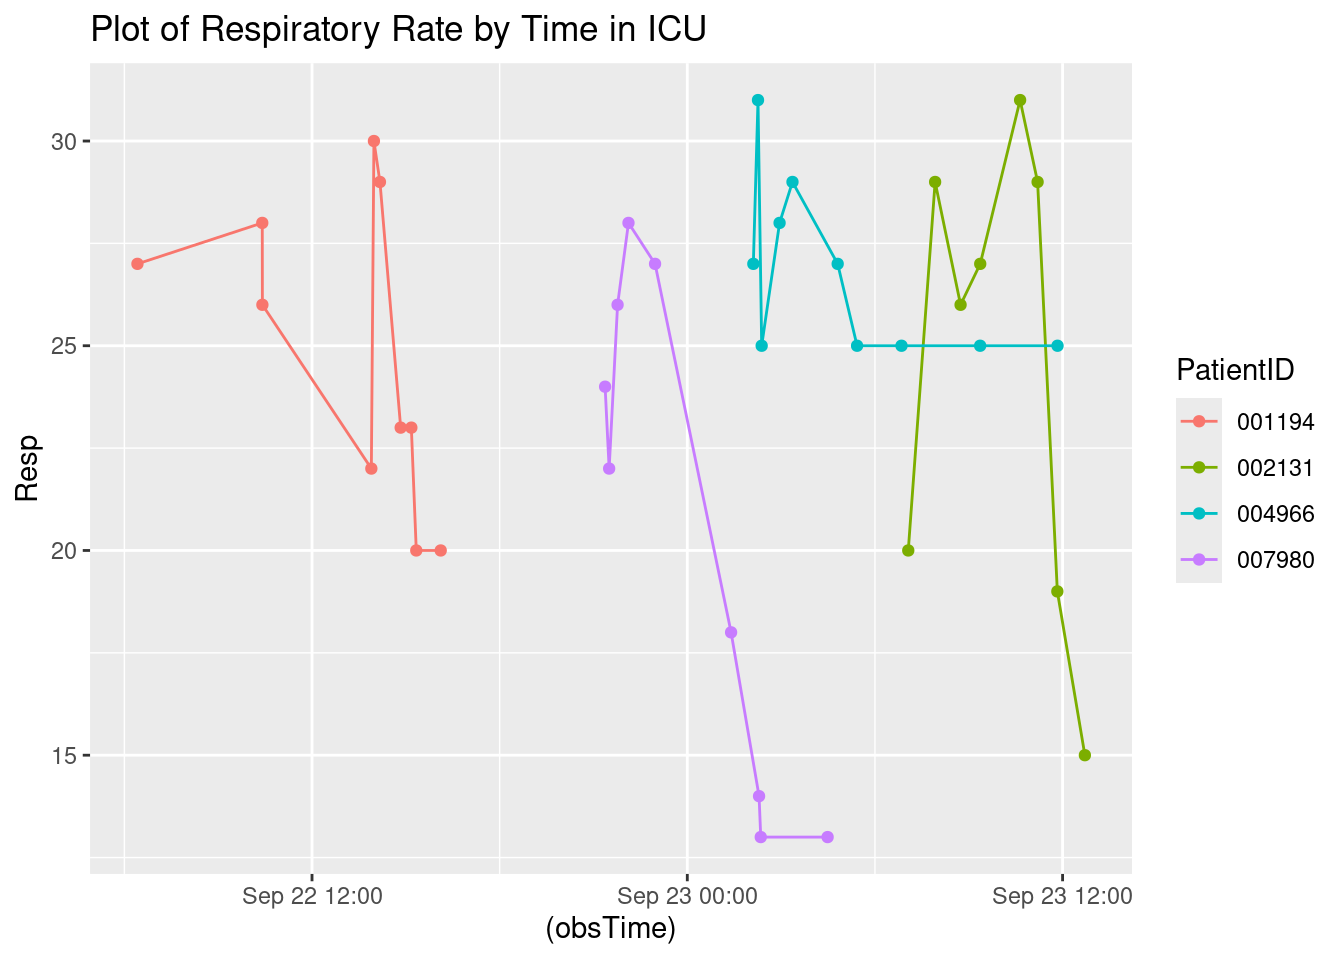 Plot of Respiratory Rate by Time in ICU
30
25
20
15
Resp
Sep 22 12:00
Sep 23 00:00
Sep 23 12:00
(obsTime)
PatientID
001194
002131
004966
007980